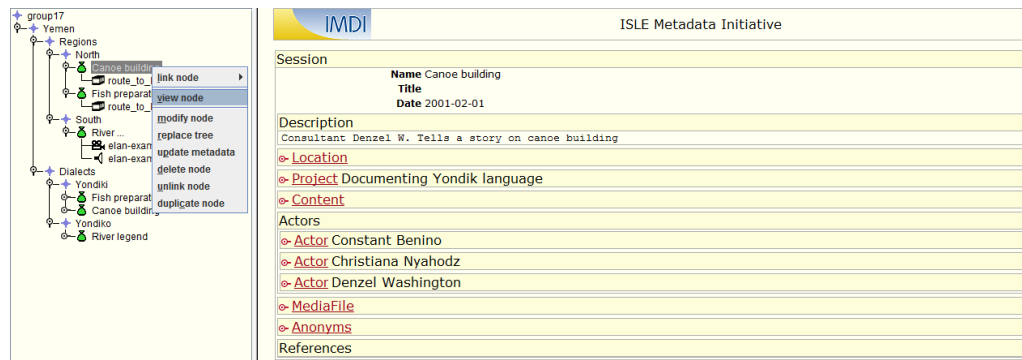 group17
Yemen
Regions
North
Canoe building
route_to_
Fish preparat
route_to_
South
River ...
elan-exam
elan-exam
Dialects
Yondiki
Fish preparat
Canoe building
Yondiko
River legend
link node
view node
modify node
replace tree
update metadata
delete node
unlink node
duplicate node
IMDI
ISLE Metadata Initiative
Session
Name Canoe building
Title
Date 2001-02-01
Description
Consultant Denzel W. Tells a story on canoe building
Location
Project Documenting Yondik language
Content
Actors
Actor Constant Benino
Actor Christiana Nyahodz
Actor Denzel Washington
MediaFile
Anonyms
References